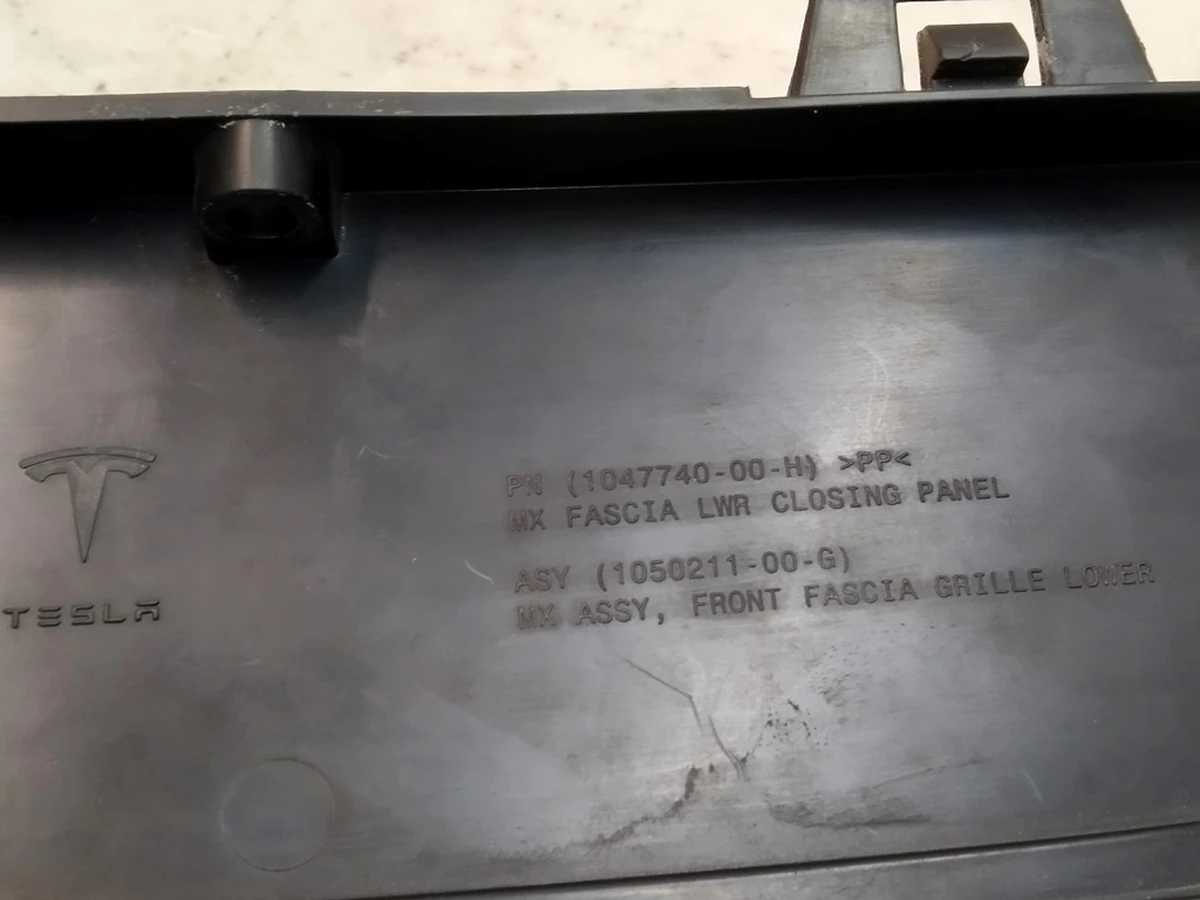 TESLA
PN (1047740-00-H) >PP<
MX FASCIA LWR CLOSING PANEL
ASY (1050211-00-G)
MX ASSY, FRONT FASCIA GRILLE LOWER